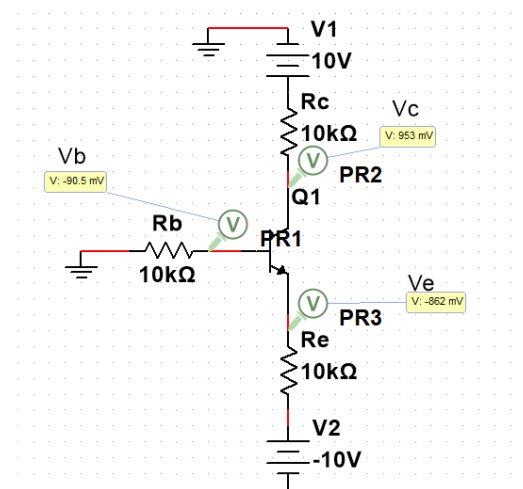 V1
10V
Rc
10kΩ
Vc
V: 953 mV
PR2
Q1
Vb
V: -90.5 mV
V
V
Rb
10kΩ
PR1
Ve
V: -862 mV
V
PR3
Re
10kΩ
V2
-10V